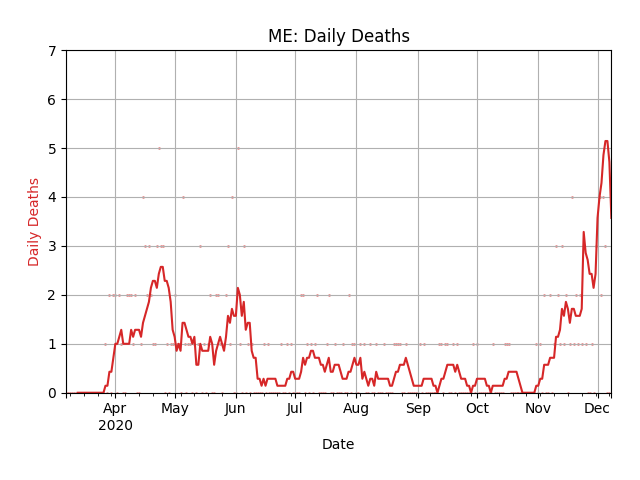 ME: Daily Deaths
7
6
5
4
3
2
1
0
Daily Deaths
Apr
2020
May
Jun
Jul
Aug
Sep
Oct
Nov
Dec
Date